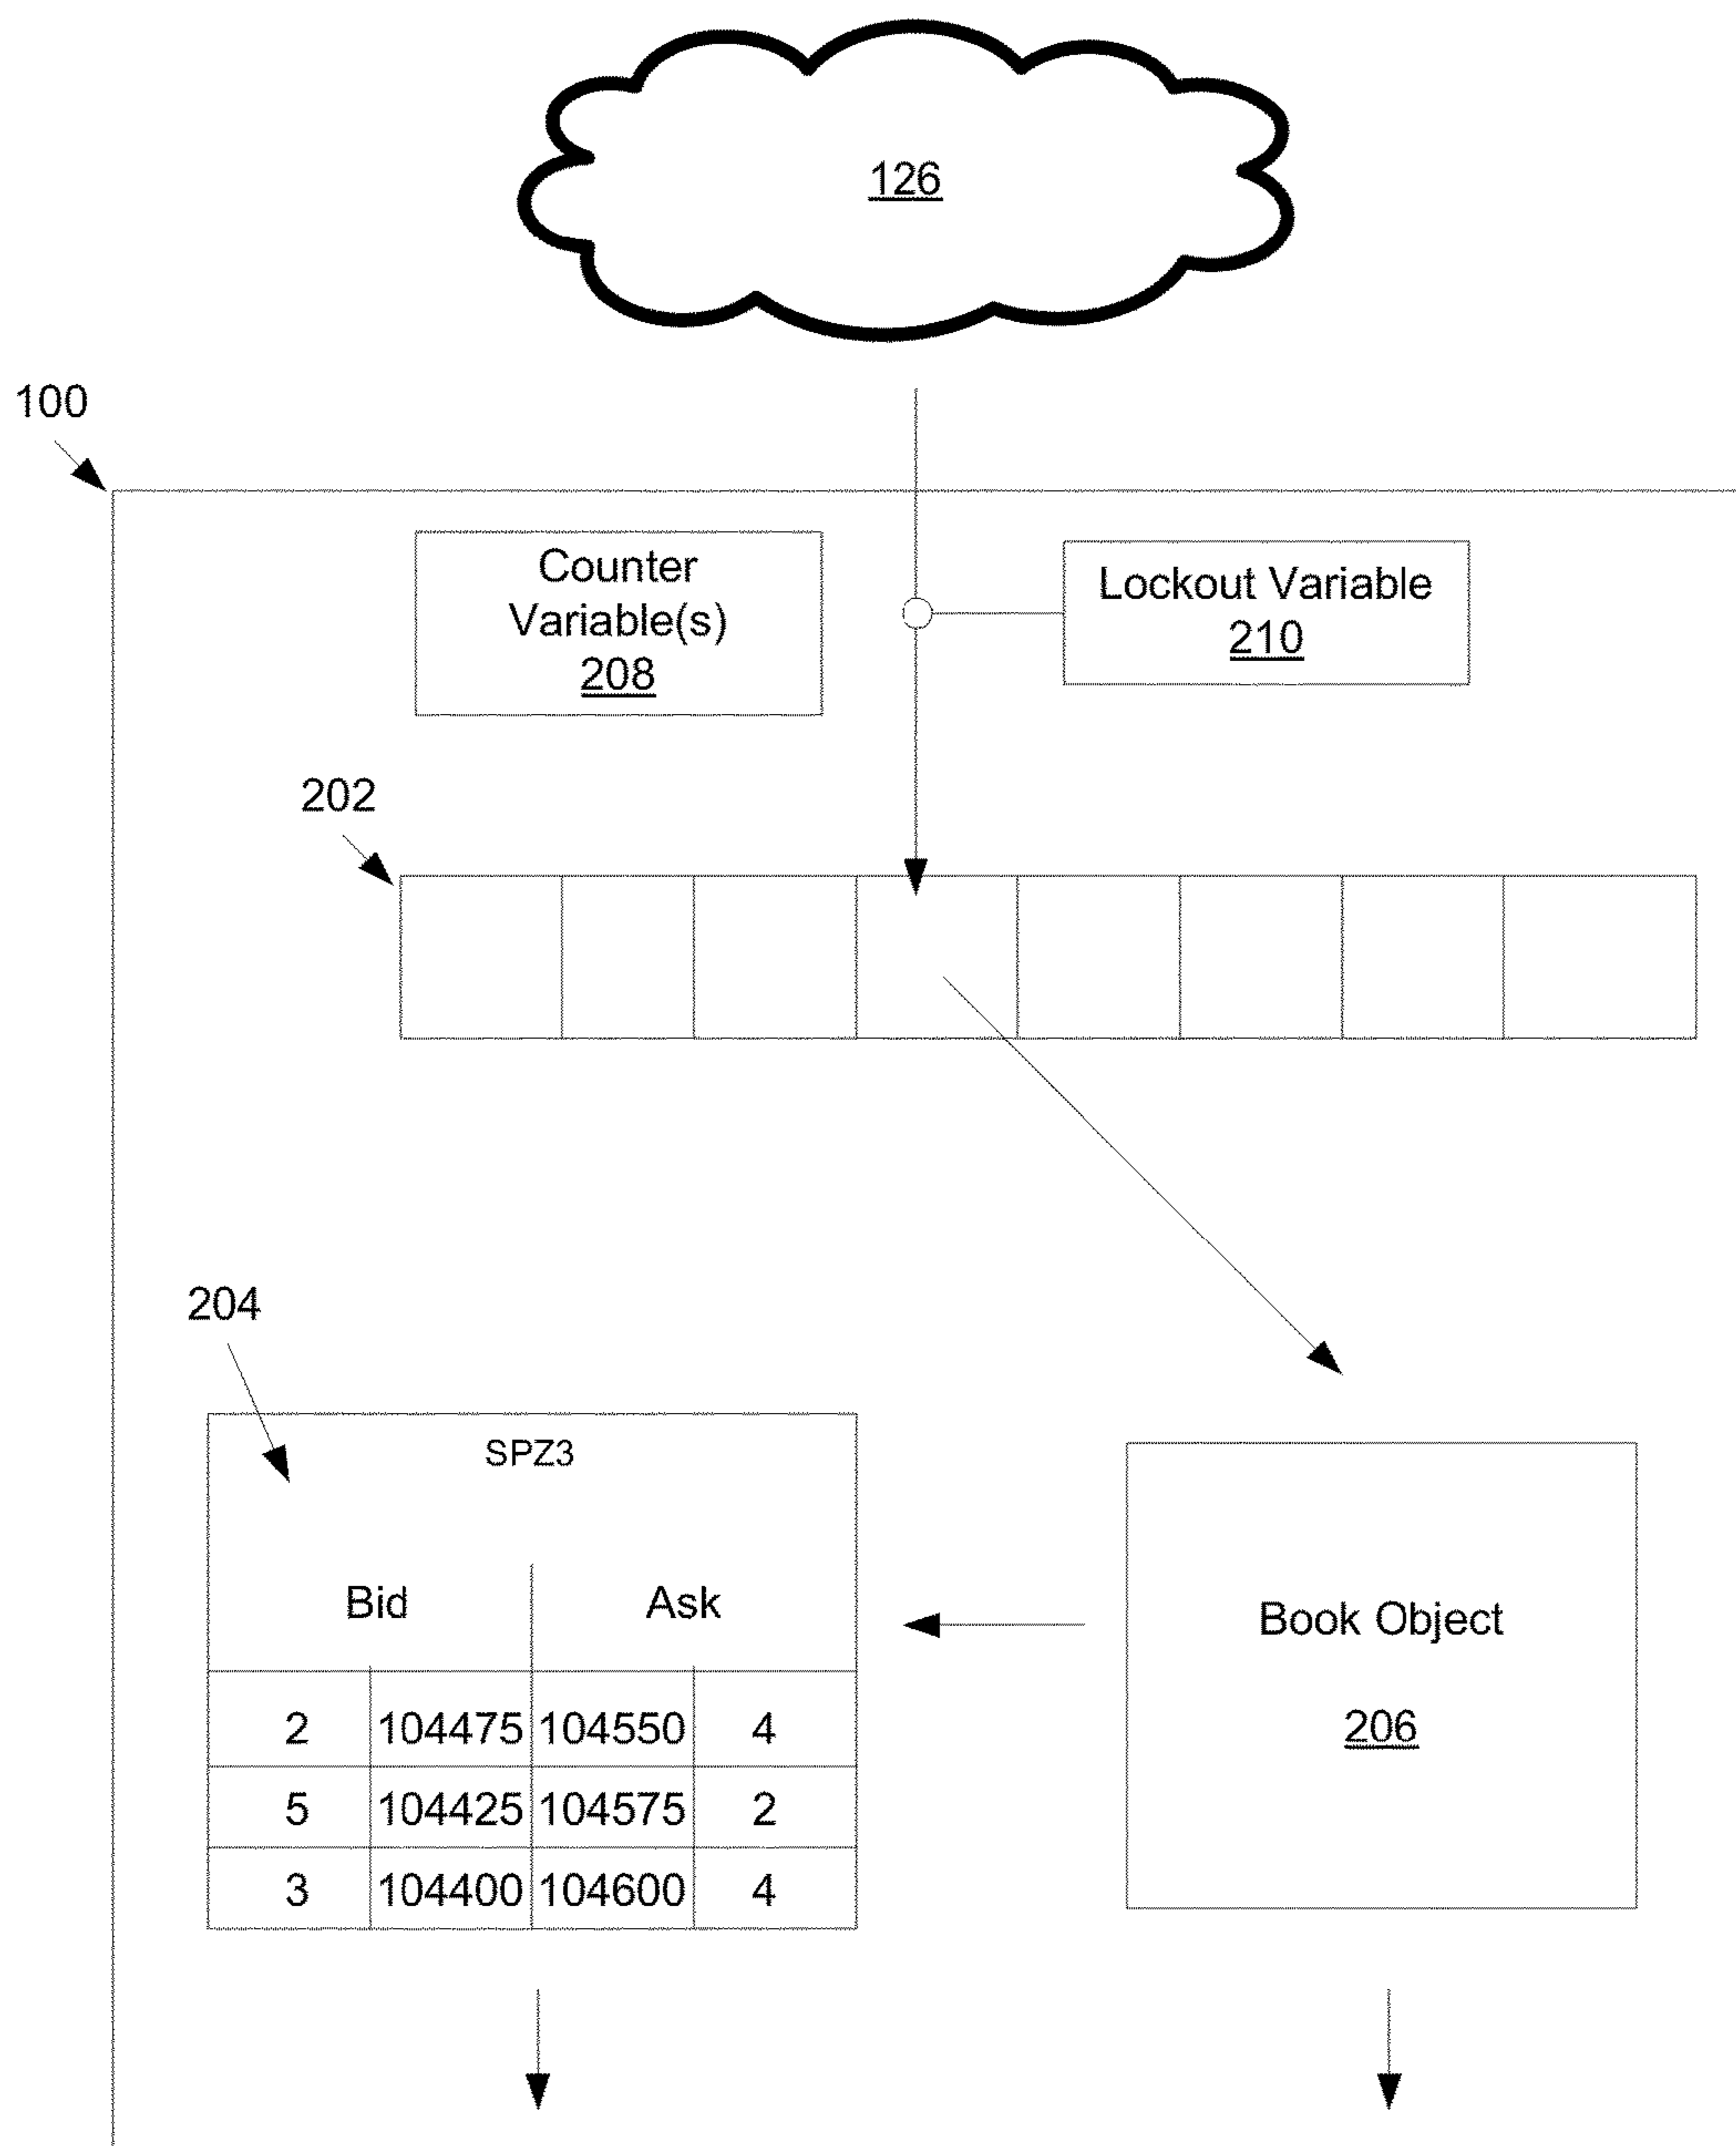 126
100
Counter
Variable(s)
208
Lockout Variable
210
202
204
SPZ3
Bid Ask
2 104475 104550 4
5 104425 104575 2
3 104400 104600 4
Book Object
206